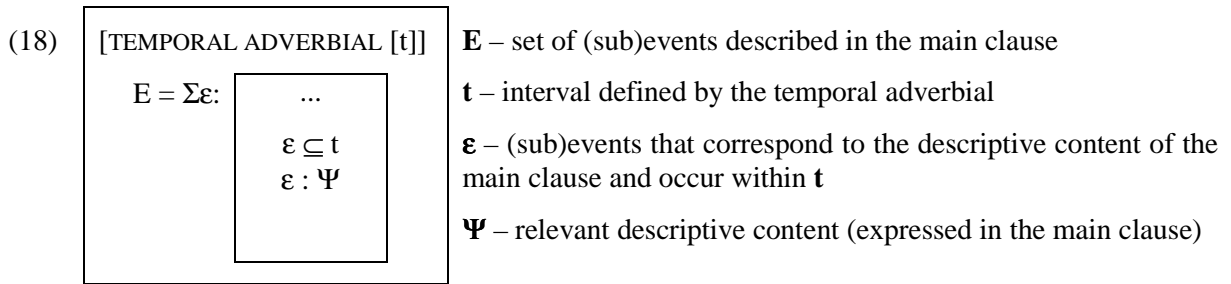 (18) [TEMPORAL ADVERBIAL [t]] E – set of (sub)events described in the main clause
E = Σε: ... t – interval defined by the temporal adverbial
ε ⊆ t ε – (sub)events that correspond to the descriptive content of the
ε : Ψ main clause and occur within t
Ψ – relevant descriptive content (expressed in the main clause)